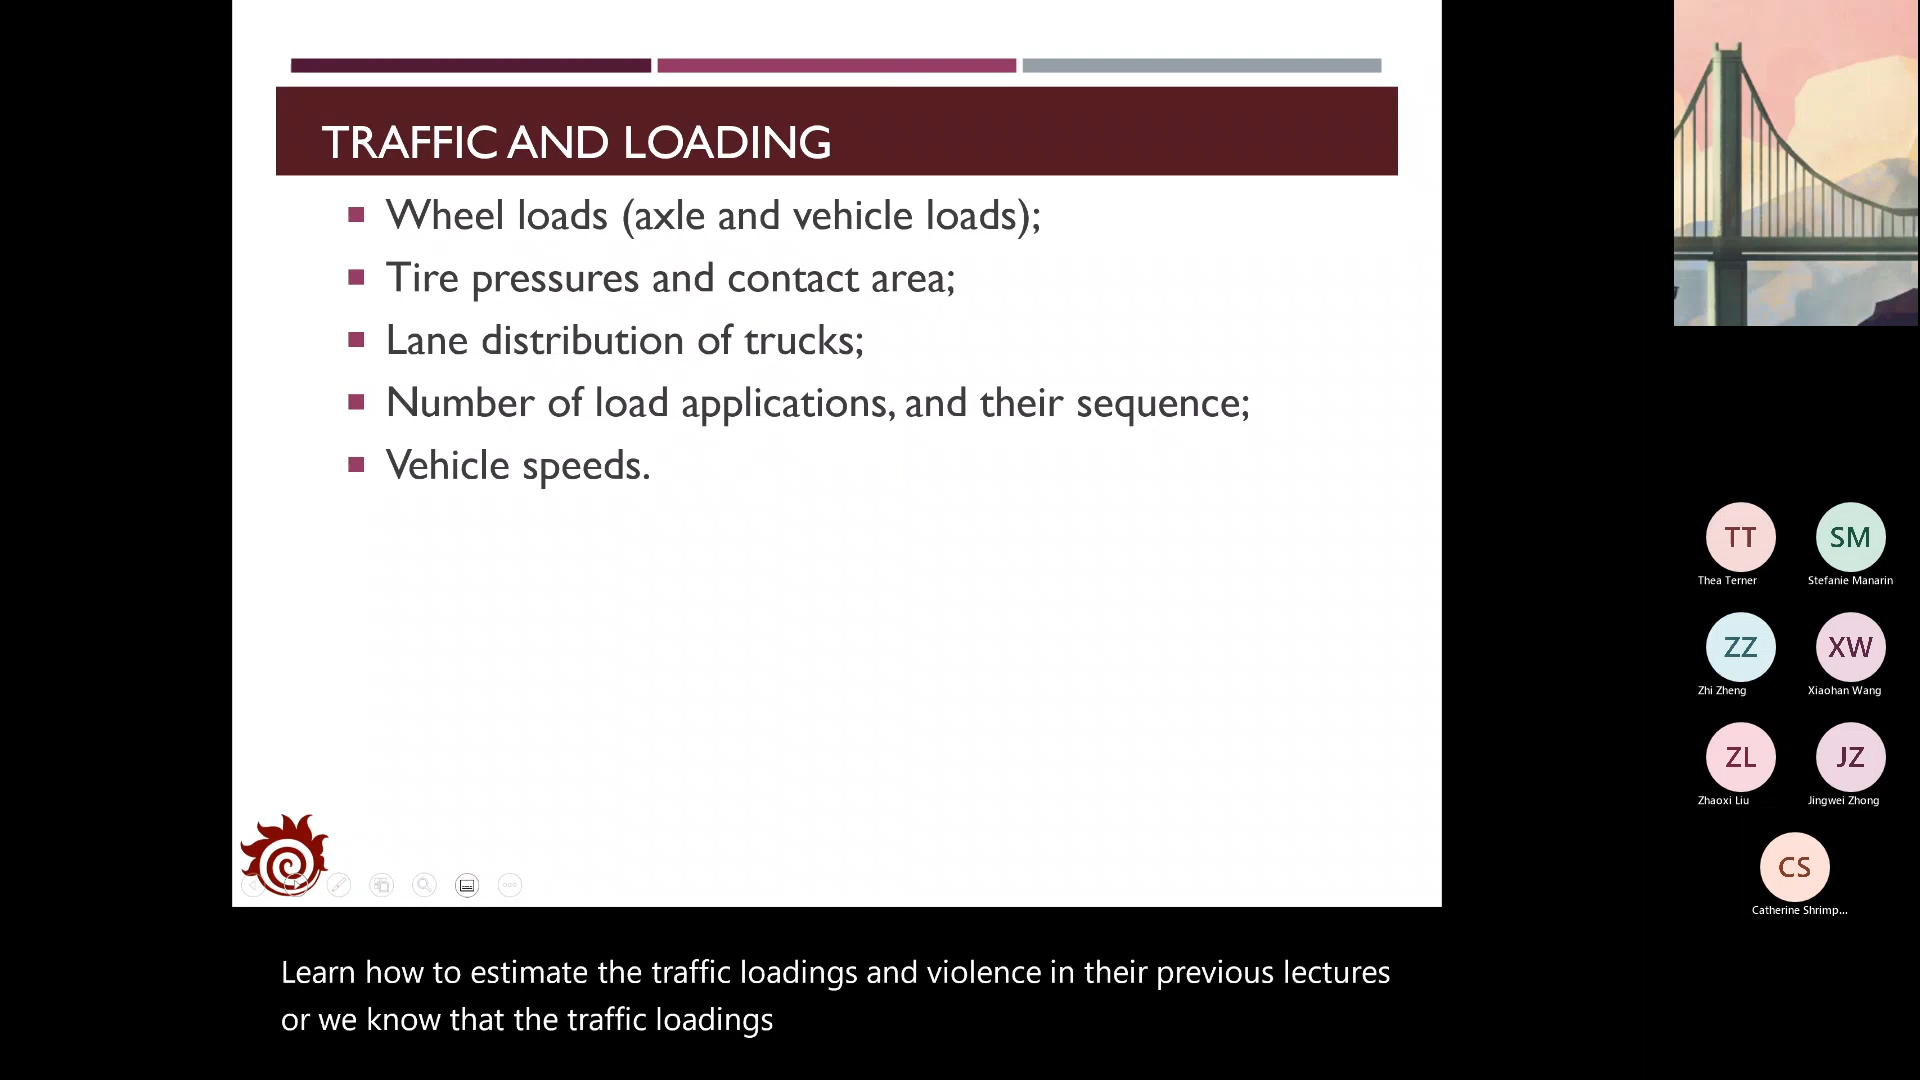 TRAFFIC AND LOADING
Wheel loads (axle and vehicle loads);
Tire pressures and contact area;
Lane distribution of trucks;
Number of load applications, and their sequence;
Vehicle speeds.
TT
Thea Terner
SM
Stefanie Manarin
ZZ
Zhi Zheng
XW
Xiaohan Wang
ZL
Zhaoxi Liu
JZ
Jingwei Zhong
CS
Catherine Shrimp...
Learn how to estimate the traffic loadings and violence in their previous lectures
or we know that the traffic loadings